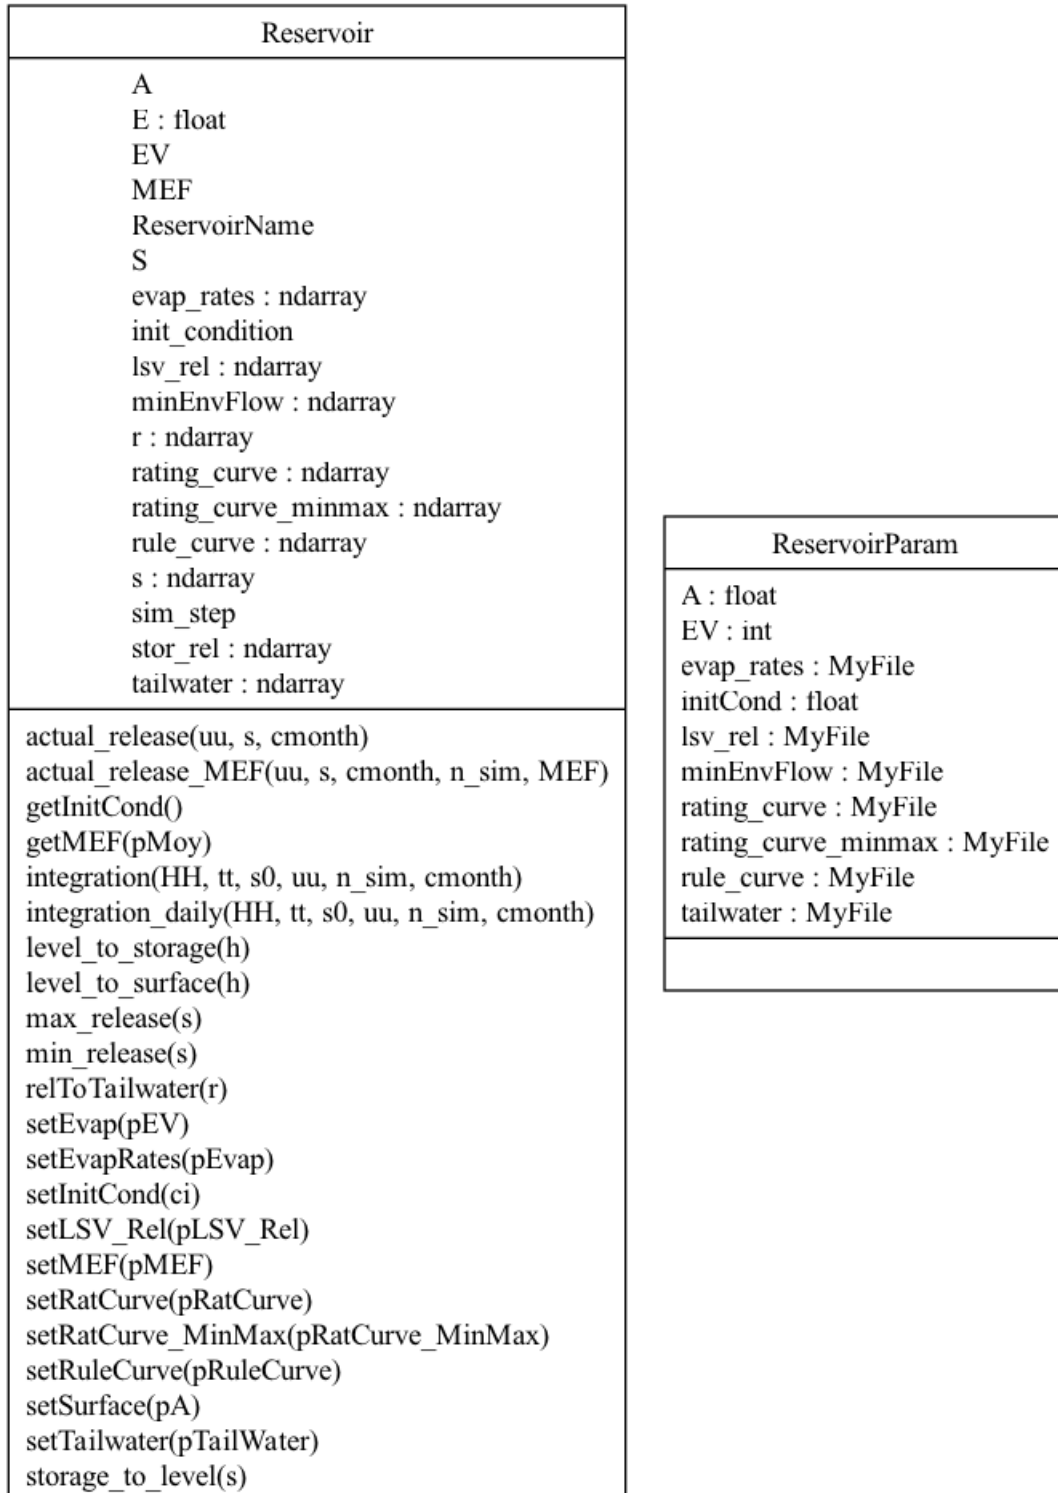 Reservoir
A
E : float
EV
MEF
ReservoirName
S
evap_rates : ndarray
init_condition
lsv_rel : ndarray
minEnvFlow : ndarray
r : ndarray
rating_curve : ndarray
rating_curve_minmax : ndarray
rule_curve : ndarray
s : ndarray
sim_step
stor_rel : ndarray
tailwater : ndarray
actual_release(uu, s, cmonth)
actual_release_MEF(uu, s, cmonth, n_sim, MEF)
getInitCond()
getMEF(pMoy)
integration(HH, tt, s0, uu, n_sim, cmonth)
integration_daily(HH, tt, s0, uu, n_sim, cmonth)
level_to_storage(h)
level_to_surface(h)
max_release(s)
min_release(s)
relToTailwater(r)
setEvap(pEV)
setEvapRates(pEvap)
setInitCond(ci)
setLSV_Rel(pLSV_Rel)
setMEF(pMEF)
setRatCurve(pRatCurve)
setRatCurve_MinMax(pRatCurve_MinMax)
setRuleCurve(pRuleCurve)
setSurface(pA)
setTailwater(pTailWater)
storage_to_level(s)
ReservoirParam
A : float
EV : int
evap_rates : MyFile
initCond : float
lsv_rel : MyFile
minEnvFlow : MyFile
rating_curve : MyFile
rating_curve_minmax : MyFile
rule_curve : MyFile
tailwater : MyFile